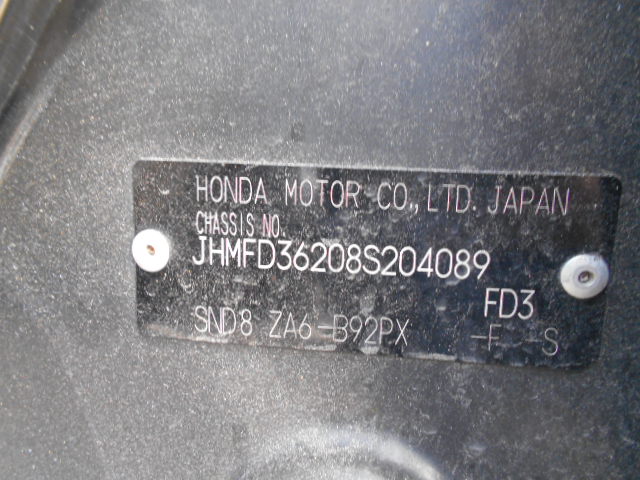 HONDA MOTOR CO., LTD. JAPAN
CHASSIS NO.
JHMFD36208S204089
FD3
SND8 ZA6-B92PX -F -S